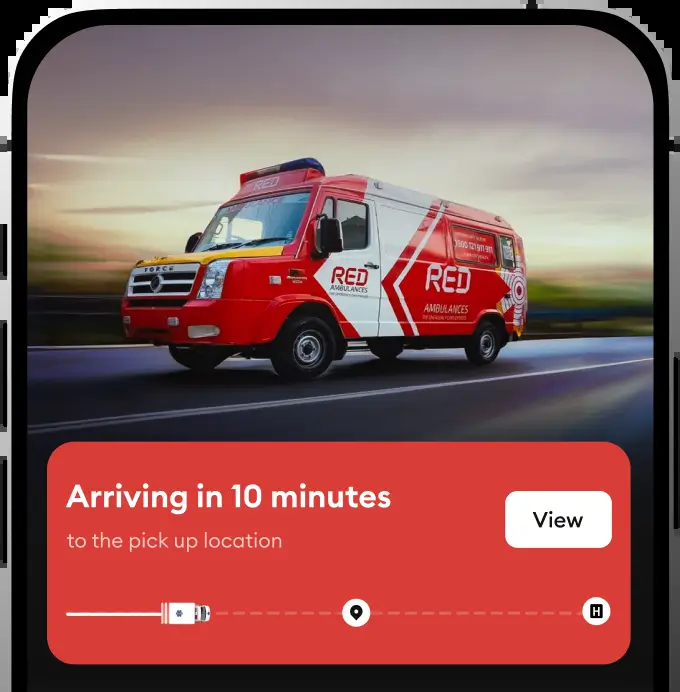 RED
FORCE
RED
AMBULANCES
RED
AMBULANCES
1800 121 911 911
Arriving in 10 minutes
View
to the pick up location
H